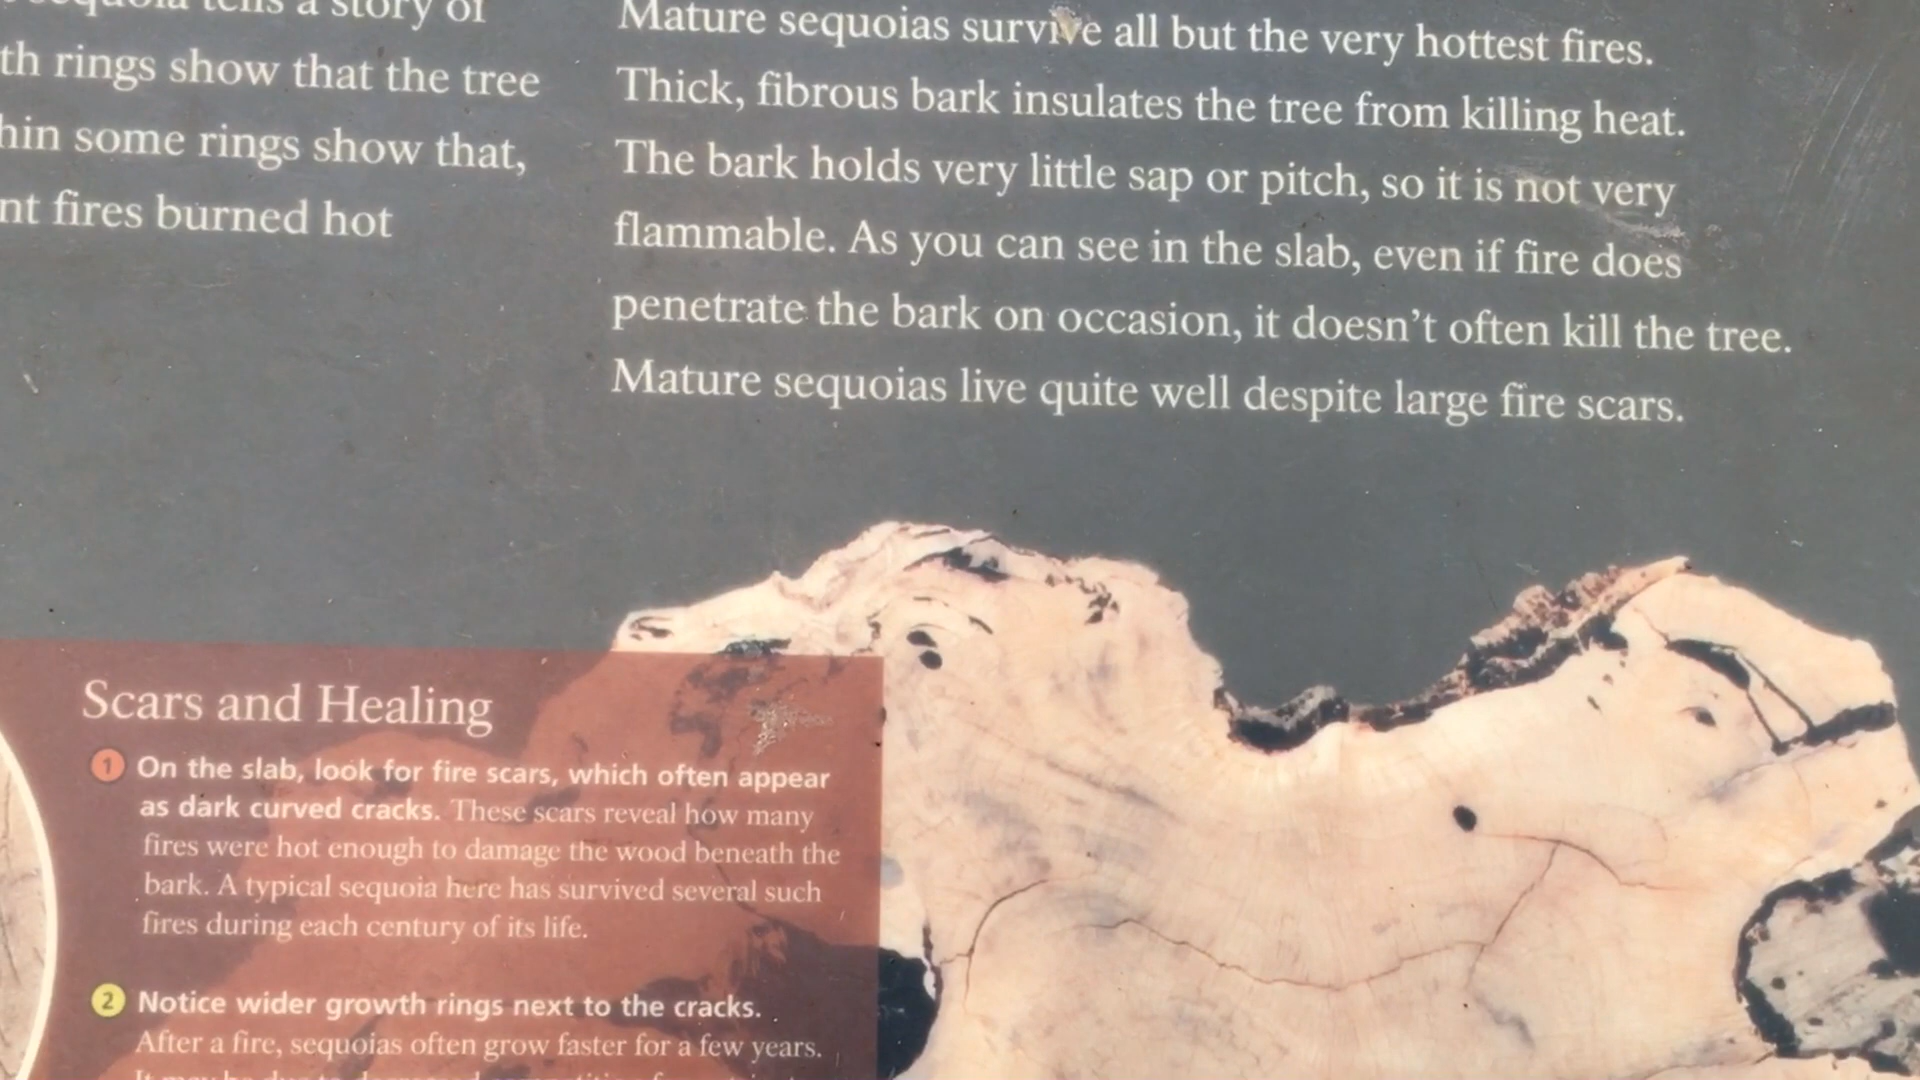 sequoia tells a story of
th rings show that the tree
hin some rings show that,
nt fires burned hot
Mature sequoias survive all but the very hottest fires.
Thick, fibrous bark insulates the tree from killing heat.
The bark holds very little sap or pitch, so it is not very
flammable. As you can see in the slab, even if fire does
penetrate the bark on occasion, it doesn't often kill the tree.
Mature sequoias live quite well despite large fire scars.
Scars and Healing
1 On the slab, look for fire scars, which often appear
as dark curved cracks. These scars reveal how many
fires were hot enough to damage the wood beneath the
bark. A typical sequoia here has survived several such
fires during each century of its life.
2 Notice wider growth rings next to the cracks.
After a fire, sequoias often grow faster for a few years.